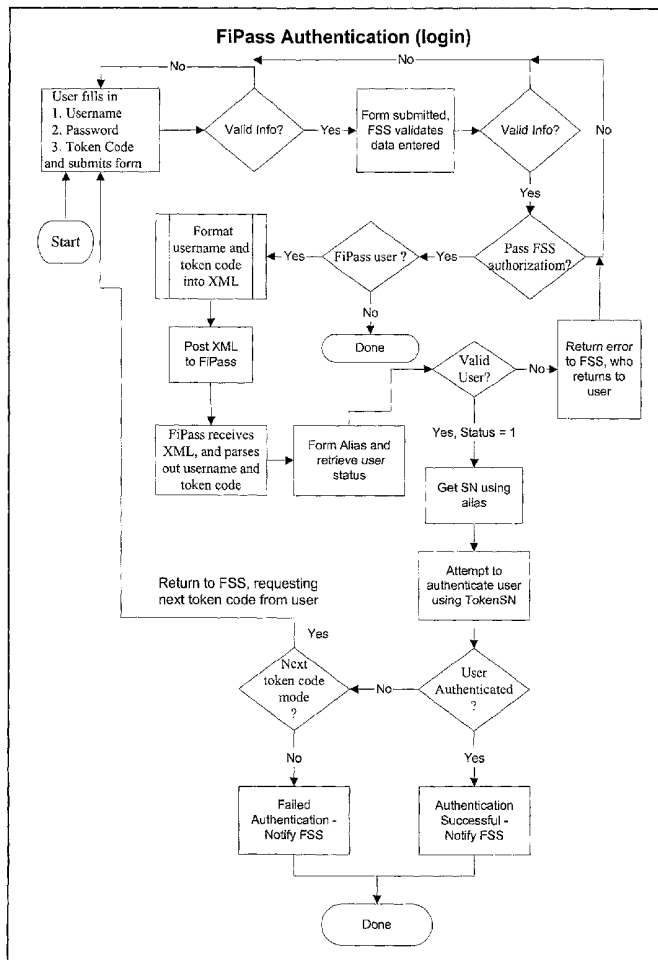 FiPass Authentication (login)
No
No
User fills in
1. Username
2. Password
3. Token Code
and submits form
Valid Info?
Yes
Form submitted,
FSS validates
data entered
Valid Info?
No
Yes
Start
Format
username and
token code
into XML
Yes
FiPass user ?
Yes
Pass FSS
authorizatiom?
No
Done
Post XML
to FiPass
Valid
User?
No
Return error
to FSS, who
returns to
user
FiPass receives
XML, and parses
out username and
token code
Form Alias and
retrieve user
status
Yes, Status = 1
Get SN using
alias
Return to FSS, requesting
next token code from user
Attempt to
authenticate user
using TokenSN
Yes
Next
token code
mode
?
No
User
Authenticated
?
No
Yes
Failed
Authentication -
Notify FSS
Authentication
Successful -
Notify FSS
Done